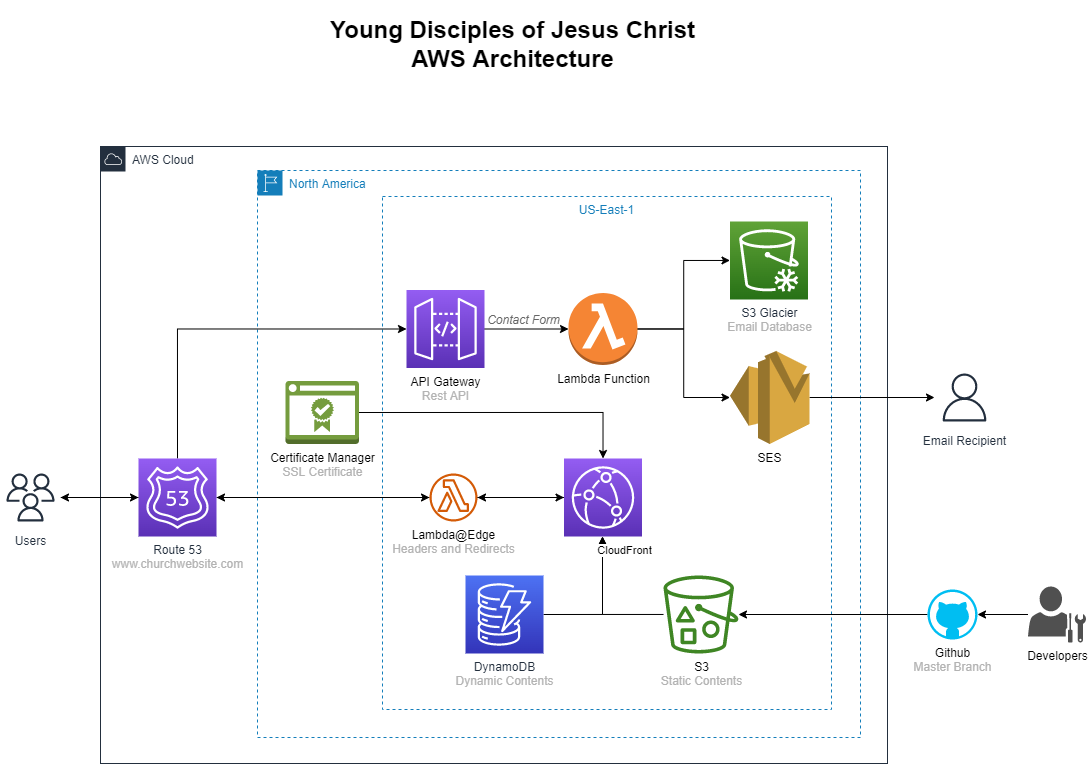 Young Disciples of Jesus Christ
AWS Architecture
AWS Cloud
North America
US-East-1
S3 Glacier
Email Database
API Gateway
Rest API
Contact Form
</>
Lambda Function
SES
Email Recipient
Certificate Manager
SSL Certificate
Users
53
Route 53
www.churchwebsite.com
Lambda@Edge
Headers and Redirects
CloudFront
DynamoDB
Dynamic Contents
S3
Static Contents
Github
Master Branch
Developers